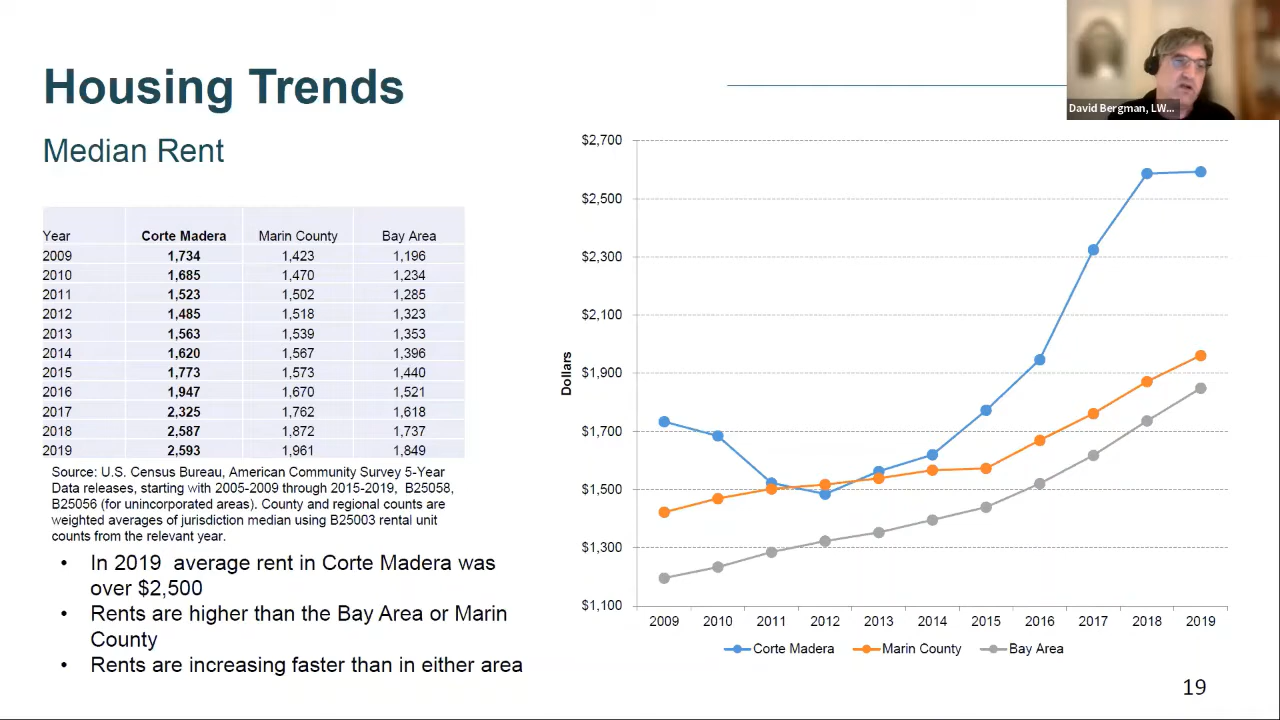 David Bergman, LW...
Housing Trends
Median Rent
Year Corte Madera Marin County Bay Area
2009 1,734 1,423 1,196
2010 1,685 1,470 1,234
2011 1,523 1,502 1,285
2012 1,485 1,518 1,323
2013 1,563 1,539 1,353
2014 1,620 1,567 1,396
2015 1,773 1,573 1,440
2016 1,947 1,670 1,521
2017 2,325 1,762 1,618
2018 2,587 1,872 1,737
2019 2,593 1,961 1,849
Source: U.S. Census Bureau, American Community Survey 5-Year
Data releases, starting with 2005-2009 through 2015-2019, B25058,
B25056 (for unincorporated areas). County and regional counts are
weighted averages of jurisdiction median using B25003 rental unit
counts from the relevant year.
• In 2019 average rent in Corte Madera was
over $2,500
• Rents are higher than the Bay Area or Marin
County
• Rents are increasing faster than in either area
Dollars
$2,700
$2,500
$2,300
$2,100
$1,900
$1,700
$1,500
$1,300
$1,100
2009 2010 2011 2012 2013 2014 2015 2016 2017 2018 2019
Corte Madera Marin County Bay Area
19